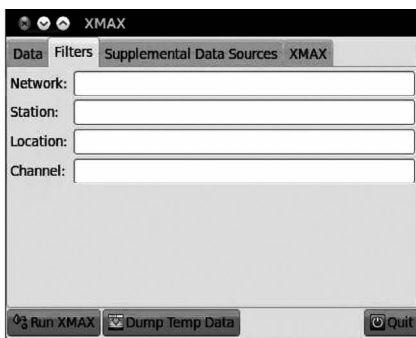 XMAX
Data Filters Supplemental Data Sources XMAX
Network:
Station:
Location:
Channel:
Run XMAX Dump Temp Data Quit